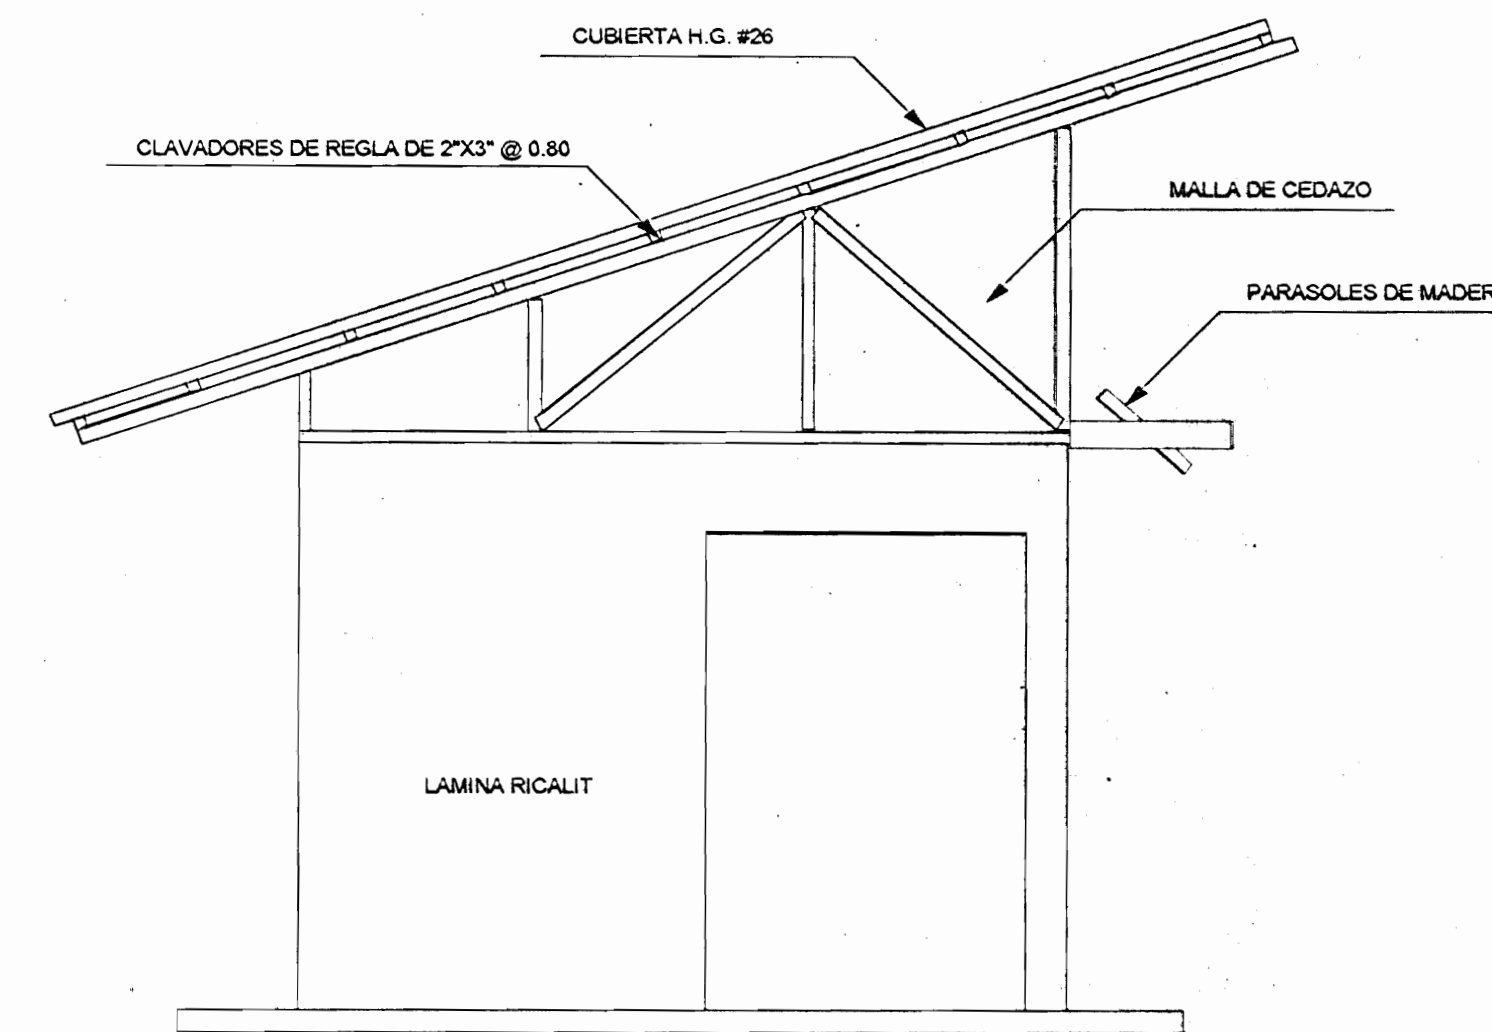 CUBIERTA H.G. #26
CLAVADORES DE REGLA DE 2"X3" @ 0.80
MALLA DE CEDAZO
PARASOLES DE MADER
LAMINA RICALIT